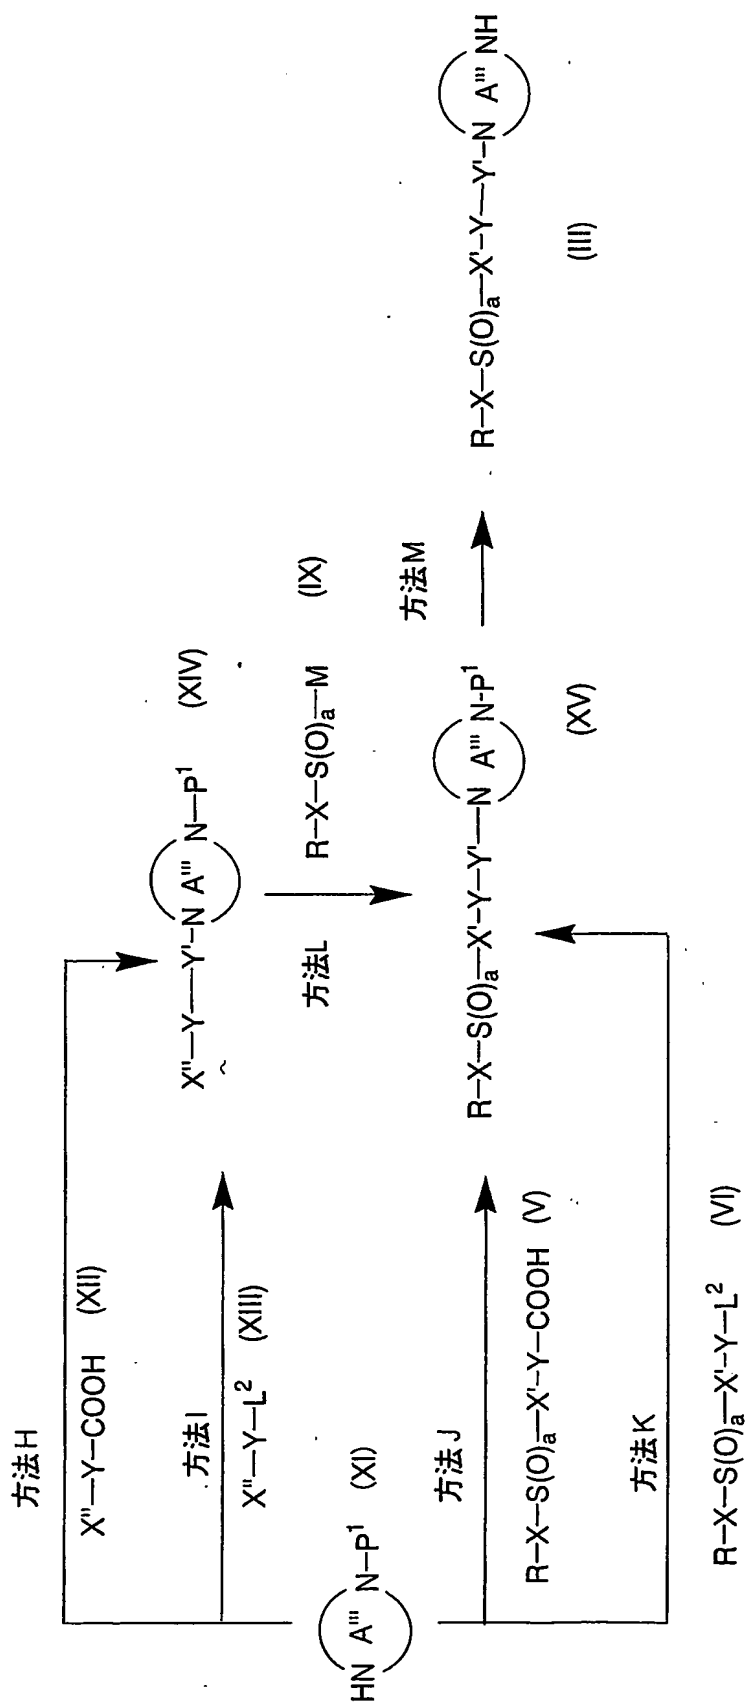 方法H
X"—Y—COOH (XII)
方法I
X"—Y—L² (XIII)
HN A''' N—P¹ (XI)
方法J
R—X—S(O)a—X'—Y—COOH (V)
方法K
R—X—S(O)a—X'—Y—L² (VI)
X"—Y—Y'—N A''' N—P¹ (XIV)
方法L
R—X—S(O)a—M (IX)
R—X—S(O)a—X'—Y—Y'—N A''' N-P¹
(XV)
方法M
R—X—S(O)a—X'—Y—Y'—N A''' NH
(III)